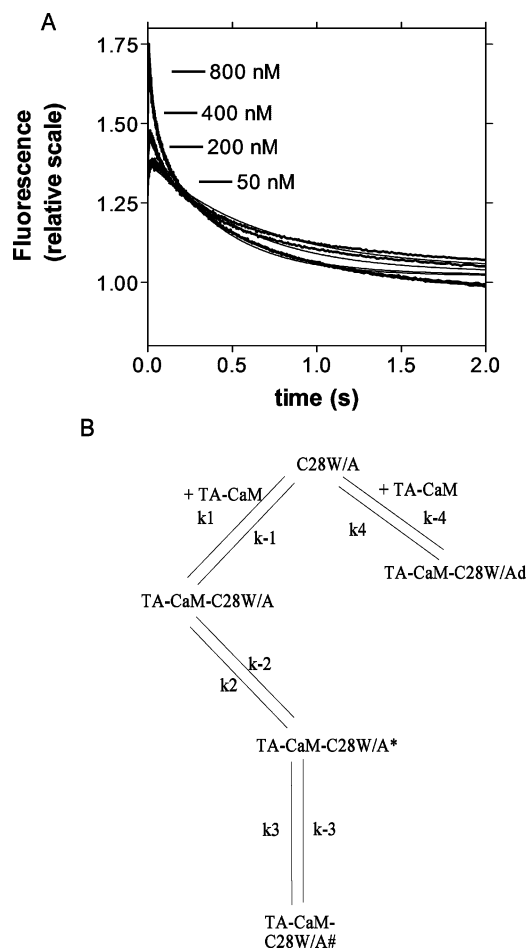 A
Fluorescence
(relative scale)
1.75
1.50
1.25
1.00
800 nM
400 nM
200 nM
50 nM
0.0 0.5 1.0 1.5 2.0
time (s)
B
C28W/A
+ TA-CaM + TA-CaM
k1 k-1 k4 k-4
TA-CaM-C28W/Ad
TA-CaM-C28W/A
k-2
k2
TA-CaM-C28W/A*
k3 k-3
TA-CaM-
C28W/A#